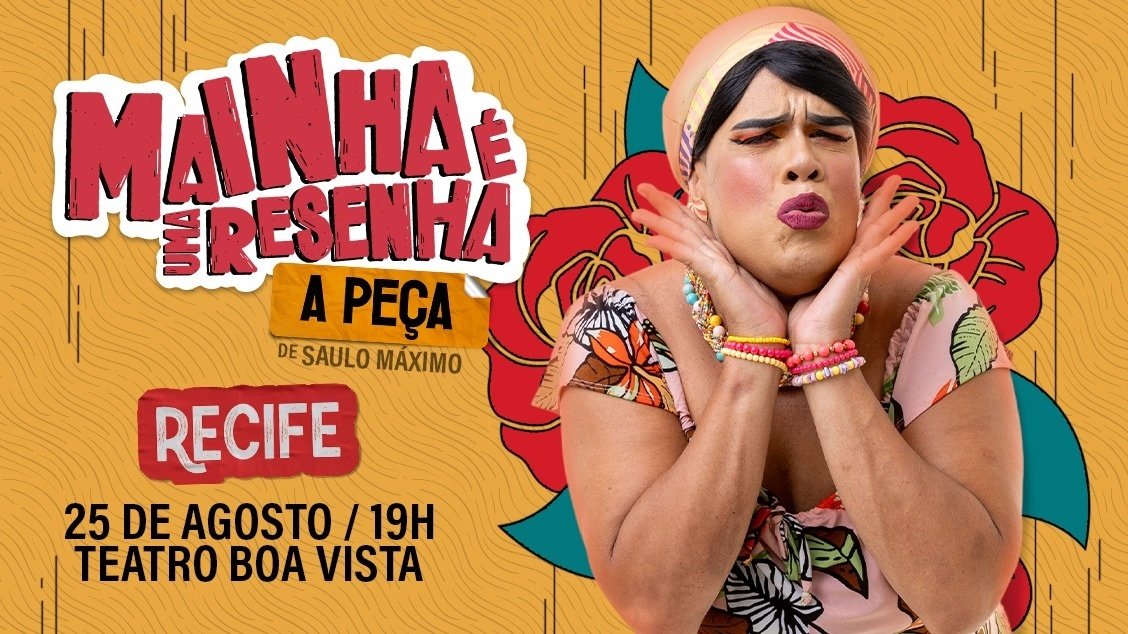 MAINHA É
UMA RESENHA
A PEÇA
DE SAULO MÁXIMO
RECIFE
25 DE AGOSTO / 19H
TEATRO BOA VISTA